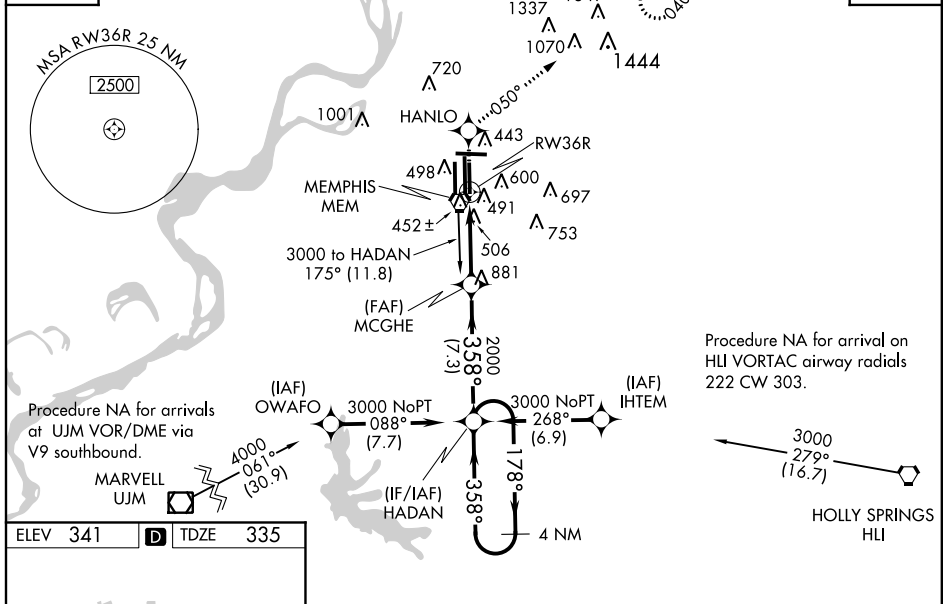 1337
1070
1444
040
MSA RW36R 25 NM
2500
720
1001
HANLO
050°
443
RW36R
498
600
697
MEMPHIS
MEM
491
452±
753
506
3000 to HADAN
175° (11.8)
881
(FAF)
MCGHE
2000
358°
(7.3)
Procedure NA for arrival on
HLI VORTAC airway radials
222 CW 303.
(IAF)
OWAFO
3000 NoPT
088°
(7.7)
3000 NoPT
268°
(6.9)
(IAF)
IHTEM
Procedure NA for arrivals
at UJM VOR/DME via
V9 southbound.
4000
061°
(30.9)
MARVELL
UJM
(IF/IAF)
HADAN
358°
178°
4 NM
3000
279°
(16.7)
HOLLY SPRINGS
HLI
ELEV 341 D TDZE 335